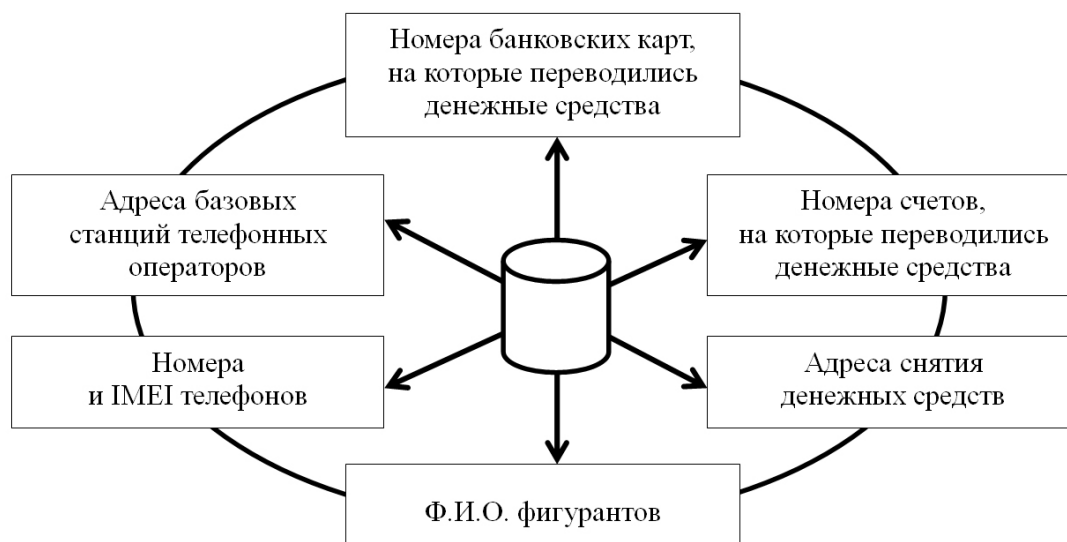 Номера банковских карт,
на которые переводились
денежные средства
Адреса базовых
станций телефонных
операторов
Номера счетов,
на которые переводились
денежные средства
Номера
и IMEI телефонов
Адреса снятия
денежных средств
Ф.И.О. фигурантов